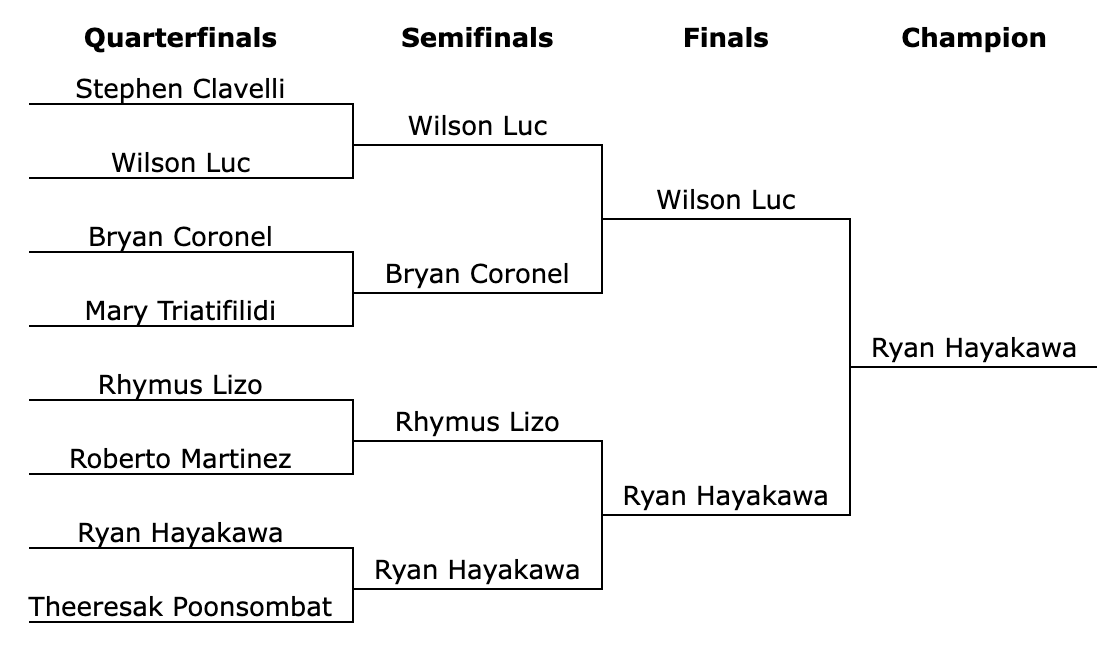 Quarterfinals
Semifinals
Finals
Champion
Stephen Clavelli
Wilson Luc
Bryan Coronel
Mary Triatifilidi
Rhymus Lizo
Roberto Martinez
Ryan Hayakawa
Theeresak Poonsombat
Wilson Luc
Bryan Coronel
Rhymus Lizo
Ryan Hayakawa
Wilson Luc
Ryan Hayakawa
Ryan Hayakawa